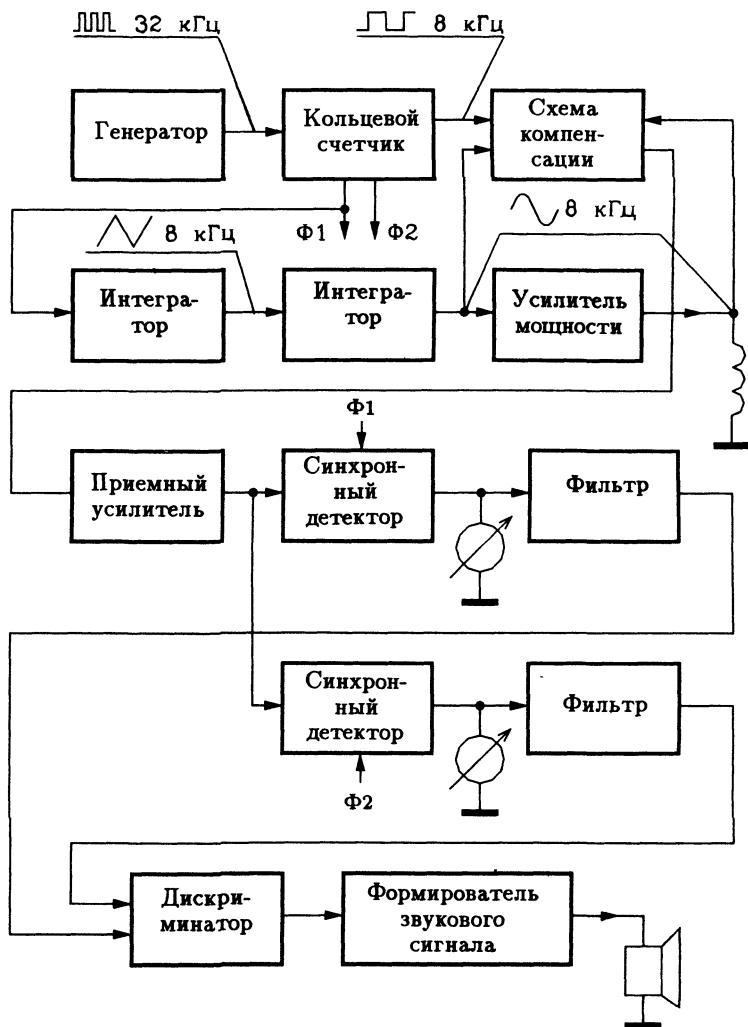 32 кГц
8 кГц
Генератор
Кольцевой
счетчик
Схема
компен-
сации
Ф1
Ф2
8 кГц
8 кГц
Интегра-
тор
Интегра-
тор
Усилитель
мощности
Ф1
Приемный
усилитель
Синхрон-
ный
детектор
Фильтр
Синхрон-
ный
детектор
Фильтр
Ф2
Дискри-
минатор
Формирователь
звукового
сигнала